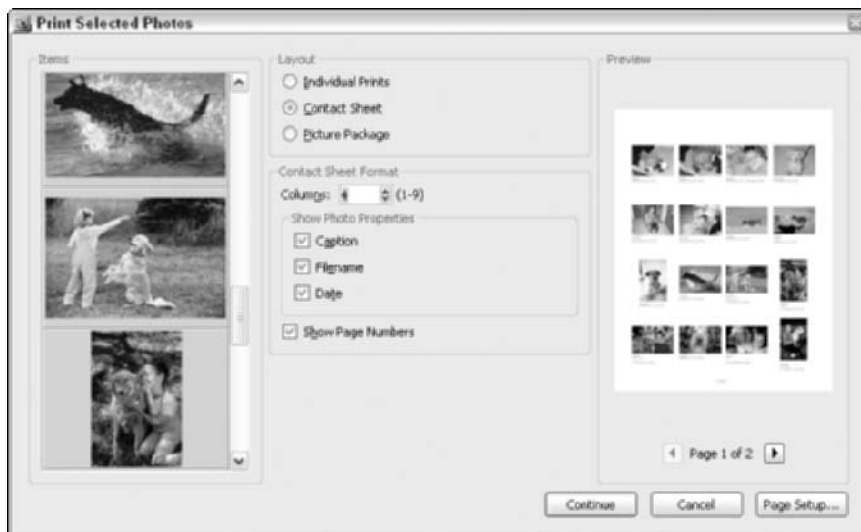 Print Selected Photos
Items
Layout
Individual Prints
Contact Sheet
Picture Package
Contact Sheet Format
Columns: 4 (1-9)
Show Photo Properties
Caption
Filename
Date
Show Page Numbers
Preview
Page 1 of 2
Continue
Cancel
Page Setup...